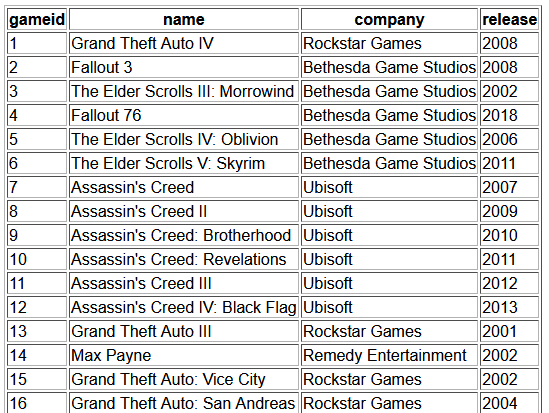 gameid name company release
1 Grand Theft Auto IV Rockstar Games 2008
2 Fallout 3 Bethesda Game Studios 2008
3 The Elder Scrolls III: Morrowind Bethesda Game Studios 2002
4 Fallout 76 Bethesda Game Studios 2018
5 The Elder Scrolls IV: Oblivion Bethesda Game Studios 2006
6 The Elder Scrolls V: Skyrim Bethesda Game Studios 2011
7 Assassin's Creed Ubisoft 2007
8 Assassin's Creed II Ubisoft 2009
9 Assassin's Creed: Brotherhood Ubisoft 2010
10 Assassin's Creed: Revelations Ubisoft 2011
11 Assassin's Creed III Ubisoft 2012
12 Assassin's Creed IV: Black Flag Ubisoft 2013
13 Grand Theft Auto III Rockstar Games 2001
14 Max Payne Remedy Entertainment 2002
15 Grand Theft Auto: Vice City Rockstar Games 2002
16 Grand Theft Auto: San Andreas Rockstar Games 2004